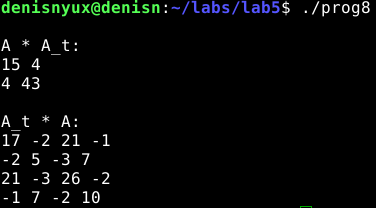 denisnyux@denisn:~/labs/lab5$ ./prog8
A * A_t:
15 4
4 43
A_t * A:
17 -2 21 -1
-2 5 -3 7
21 -3 26 -2
-1 7 -2 10